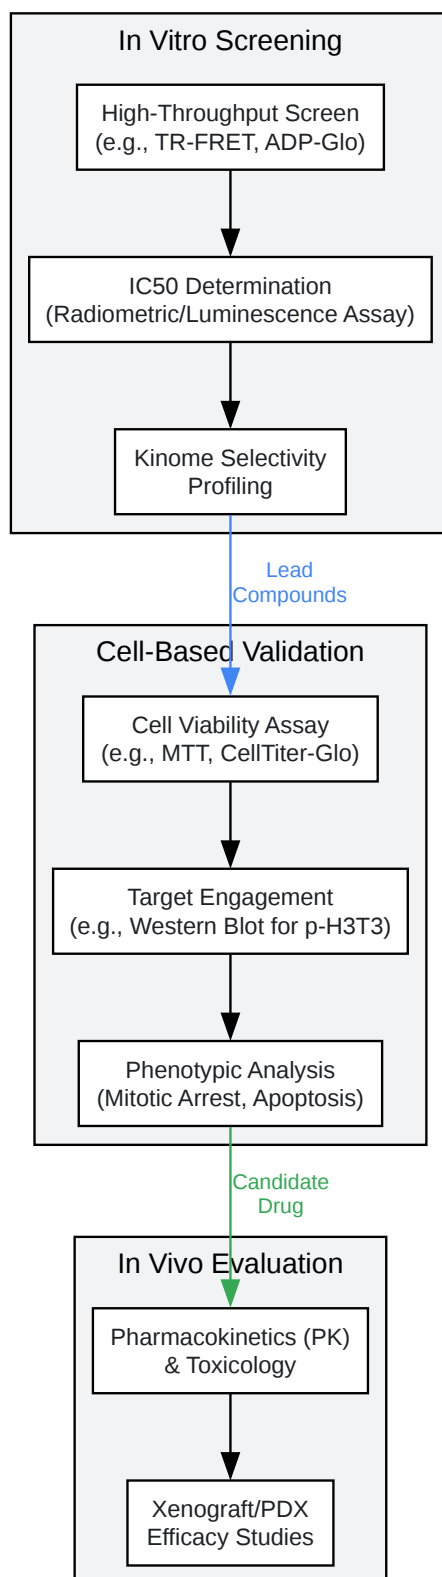 In Vitro Screening
High-Throughput Screen
(e.g., TR-FRET, ADP-Glo)
IC50 Determination
(Radiometric/Luminescence Assay)
Kinome Selectivity
Profiling
Lead
Compounds
Cell-Based Validation
Cell Viability Assay
(e.g., MTT, CellTiter-Glo)
Target Engagement
(e.g., Western Blot for p-H3T3)
Phenotypic Analysis
(Mitotic Arrest, Apoptosis)
Candidate
Drug
In Vivo Evaluation
Pharmacokinetics (PK)
& Toxicology
Xenograft/PDX
Efficacy Studies